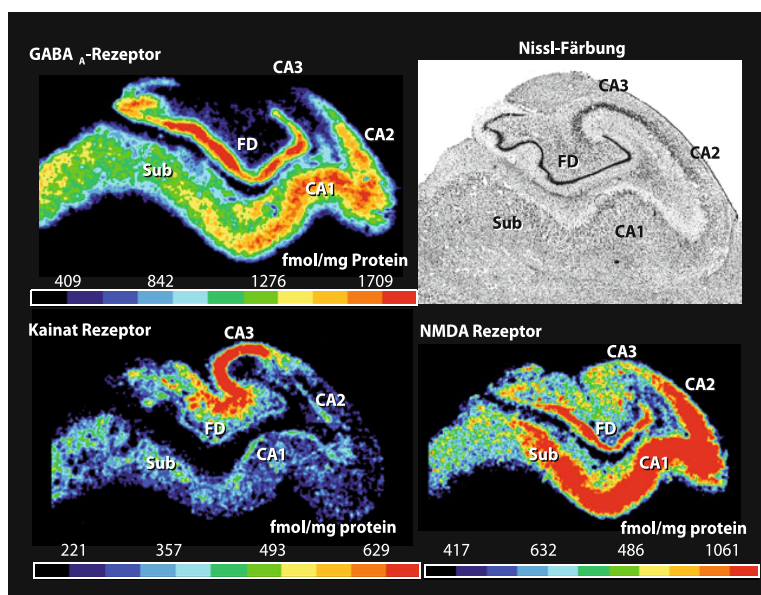 GABA A-Rezeptor
CA3
CA2
FD
Sub
CA1
fmol/mg Protein
409 842 1276 1709
Nissl-Färbung
CA3
CA2
FD
Sub
CA1
Kainat Rezeptor
CA3
CA2
FD
Sub
CA1
fmol/mg protein
221 357 493 629
NMDA Rezeptor
CA3
CA2
FD
Sub
CA1
fmol/mg protein
417 632 486 1061